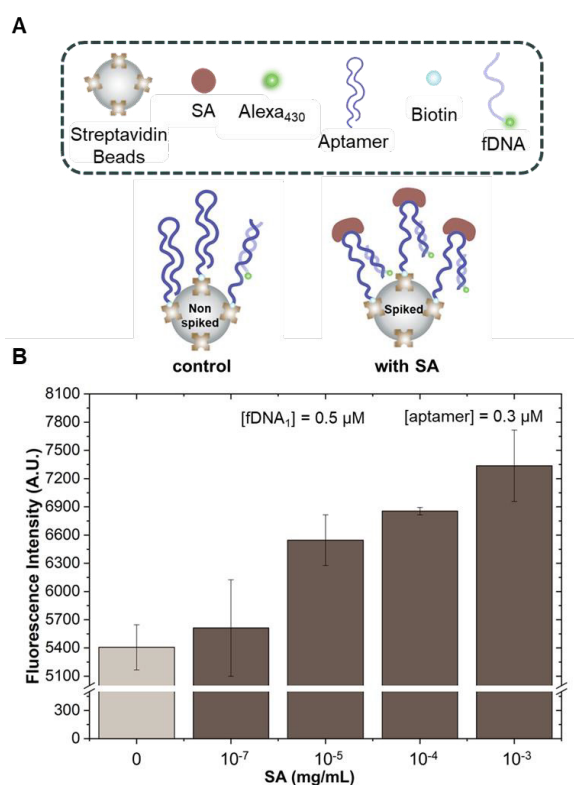 A
Streptavidin
Beads
SA
Alexa430
Aptamer
Biotin
fDNA
Non
spiked
Spiked
control
with SA
B
[fDNA1] = 0.5 µM
[aptamer] = 0.3 µM
Fluorescence Intensity (A.U.)
8100
7800
7500
7200
6900
6600
6300
6000
5700
5400
5100
300
0
0
10-7
10-5
10-4
10-3
SA (mg/mL)